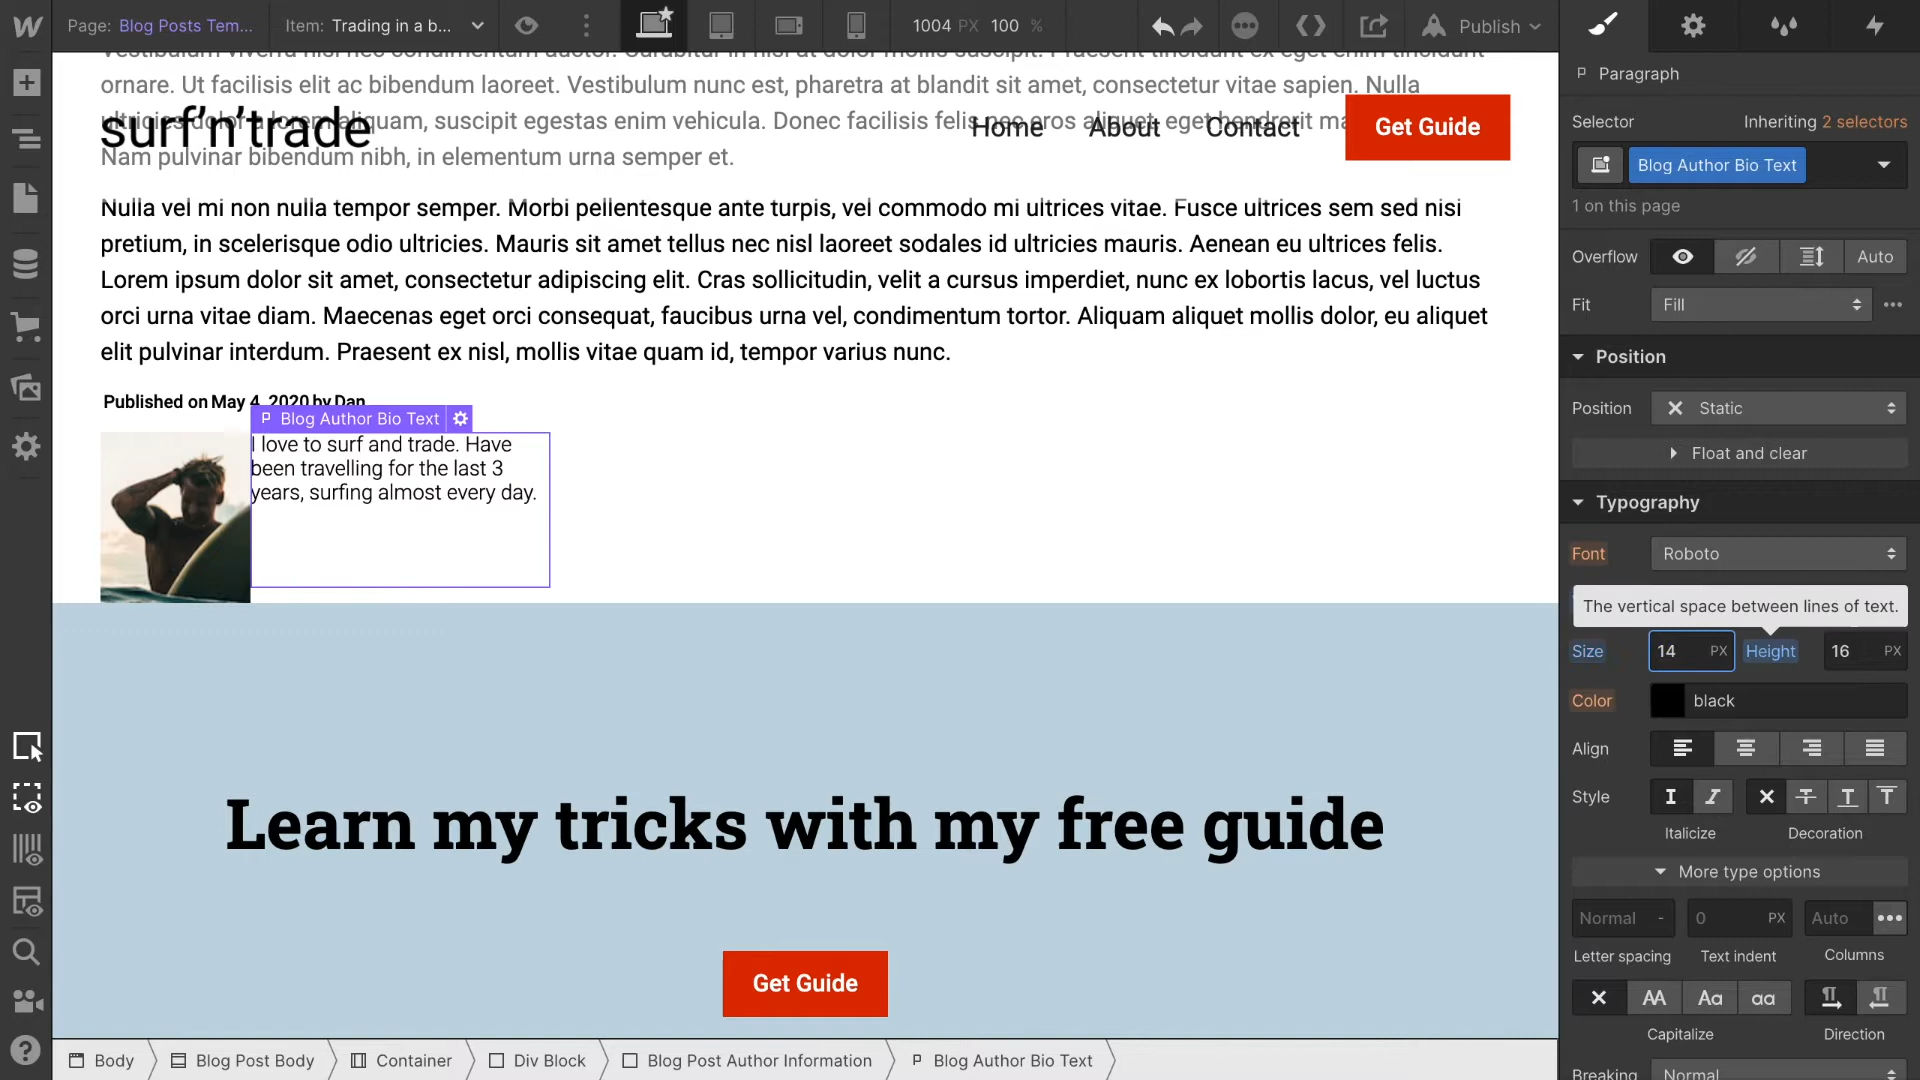 Page: Blog Posts Tem... Item: Trading in a b... 1004 PX 100 % Publish
ornare. Ut facilisis elit ac bibendum laoreet. Vestibulum nunc est, pharetra at blandit sit amet, consectetur vitae sapien. Nulla
surf'n'trade Home About Contact Get Guide
Nam pulvinar bibendum nibh, in elementum urna semper et.
Nulla vel mi non nulla tempor semper. Morbi pellentesque ante turpis, vel commodo mi ultrices vitae. Fusce ultrices sem sed nisi
pretium, in scelerisque odio ultricies. Mauris sit amet tellus nec nisl laoreet sodales id ultricies mauris. Aenean eu ultrices felis.
Lorem ipsum dolor sit amet, consectetur adipiscing elit. Cras sollicitudin, velit a cursus imperdiet, nunc ex lobortis lacus, vel luctus
orci urna vitae diam. Maecenas eget orci consequat, faucibus urna vel, condimentum tortor. Aliquam aliquet mollis dolor, eu aliquet
elit pulvinar interdum. Praesent ex nisl, mollis vitae quam id, tempor varius nunc.
Published on May 4, 2020 by Dan
Blog Author Bio Text
I love to surf and trade. Have
been travelling for the last 3
years, surfing almost every day.
Learn my tricks with my free guide
Get Guide
Body Blog Post Body Container Div Block Blog Post Author Information Blog Author Bio Text
Paragraph
Selector Inheriting 2 selectors
Blog Author Bio Text
1 on this page
Overflow Auto
Fit Fill
Position
Position Static
Float and clear
Typography
Font Roboto
The vertical space between lines of text.
Size 14 PX Height 16 PX
Color black
Align
Style
Italicize Decoration
More type options
Normal - 0 PX Auto
Letter spacing Text indent Columns
AA Aa aa
Capitalize Direction
Breaking Normal